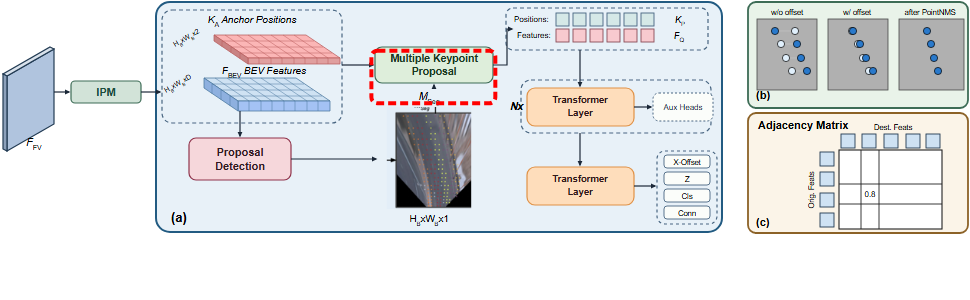 F_FV
IPM
K_A Anchor Positions
H_BxW_Bx2
F_BEV BEV Features
H_BxW_BxD
Proposal
Detection
Multiple Keypoint
Proposal
H_BxW_Bx1
(a)
Positions:
Features:
F_Q
Nx
Transformer
Layer
Aux Heads
Transformer
Layer
X-Offset
Z
Cls
Conn
w/o offset
w/ offset
after PointNMS
(b)
Adjacency Matrix
Dest. Feats
Orig. Feats
0.8
(c)